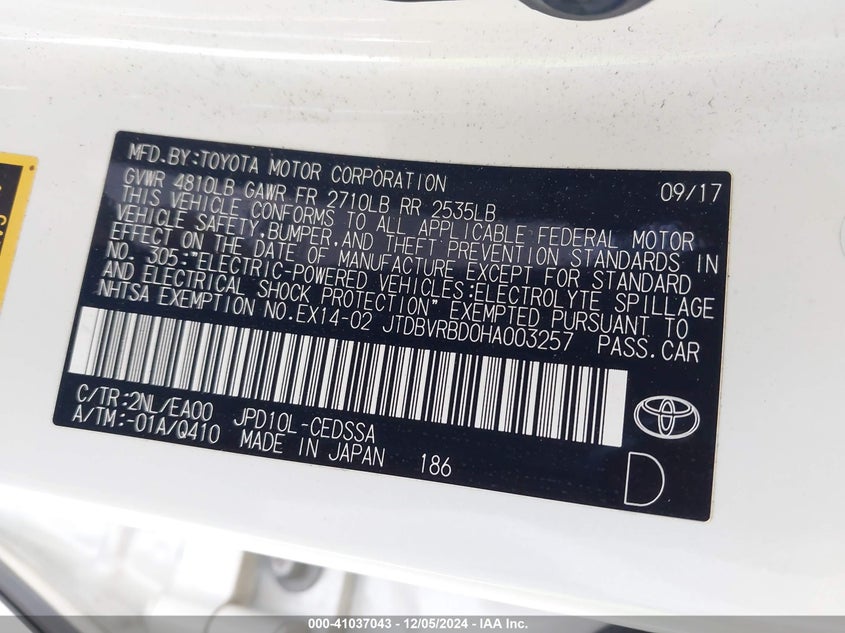 MFD.BY:TOYOTA MOTOR CORPORATION 09/17
GVWR 4810LB GAWR FR 2710LB RR 2535LB
THIS VEHICLE CONFORMS TO ALL APPLICABLE FEDERAL MOTOR
VEHICLE SAFETY,BUMPER,AND THEFT PREVENTION STANDARDS IN
EFFECT ON THE DATE OF MANUFACTURE EXCEPT FOR STANDARD
NO. 305:"ELECTRIC-POWERED VEHICLES:ELECTROLYTE SPILLAGE
AND ELECTRICAL SHOCK PROTECTION" EXEMPTED PURSUANT TO
NHTSA EXEMPTION NO.EX14-02 JTDBVRBD0HA003257 PASS.CAR
C/TR:2NL/EA00 JPD10L-CEDSSA
A/TM:-01A/Q410 MADE IN JAPAN 186
D
000-41037043 - 12/05/2024 - IAA Inc.